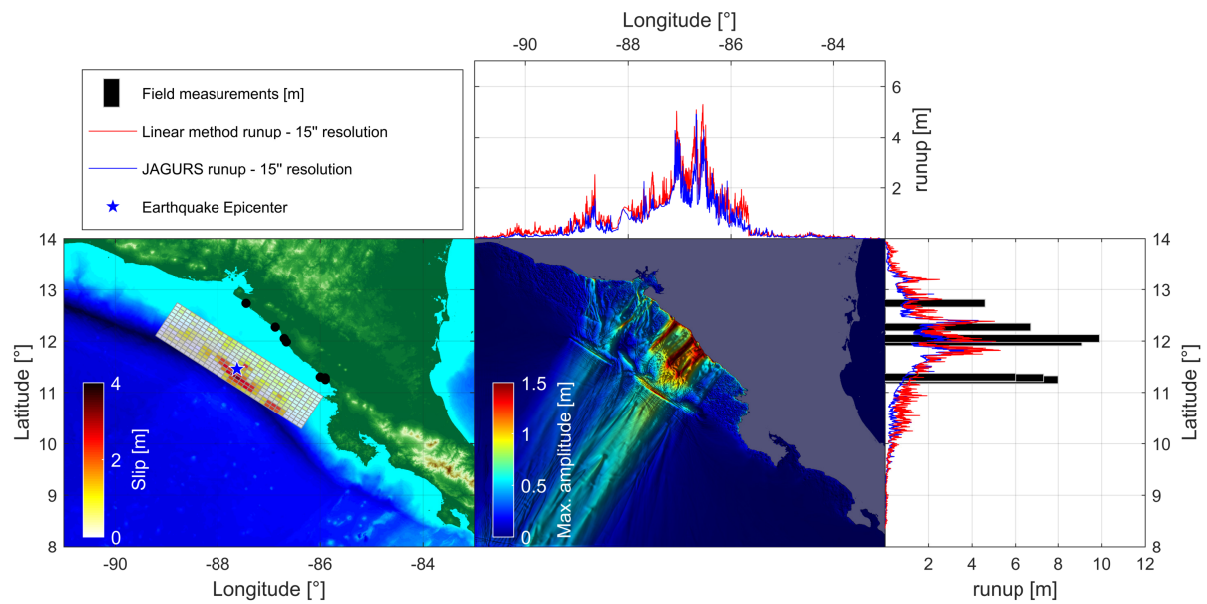 Longitude [°]
-90 -88 -86 -84
Field measurements [m]
Linear method runup - 15" resolution
JAGURS runup - 15" resolution
Earthquake Epicenter
6
4
2
runup [m]
14
13
12
11
10
9
8
Latitude [°]
4
2
0
Slip [m]
-90 -88 -86 -84
Longitude [°]
1.5
1
0.5
0
Max. amplitude [m]
14
13
12
11
10
9
8
Latitude [°]
2 4 6 8 10 12
runup [m]